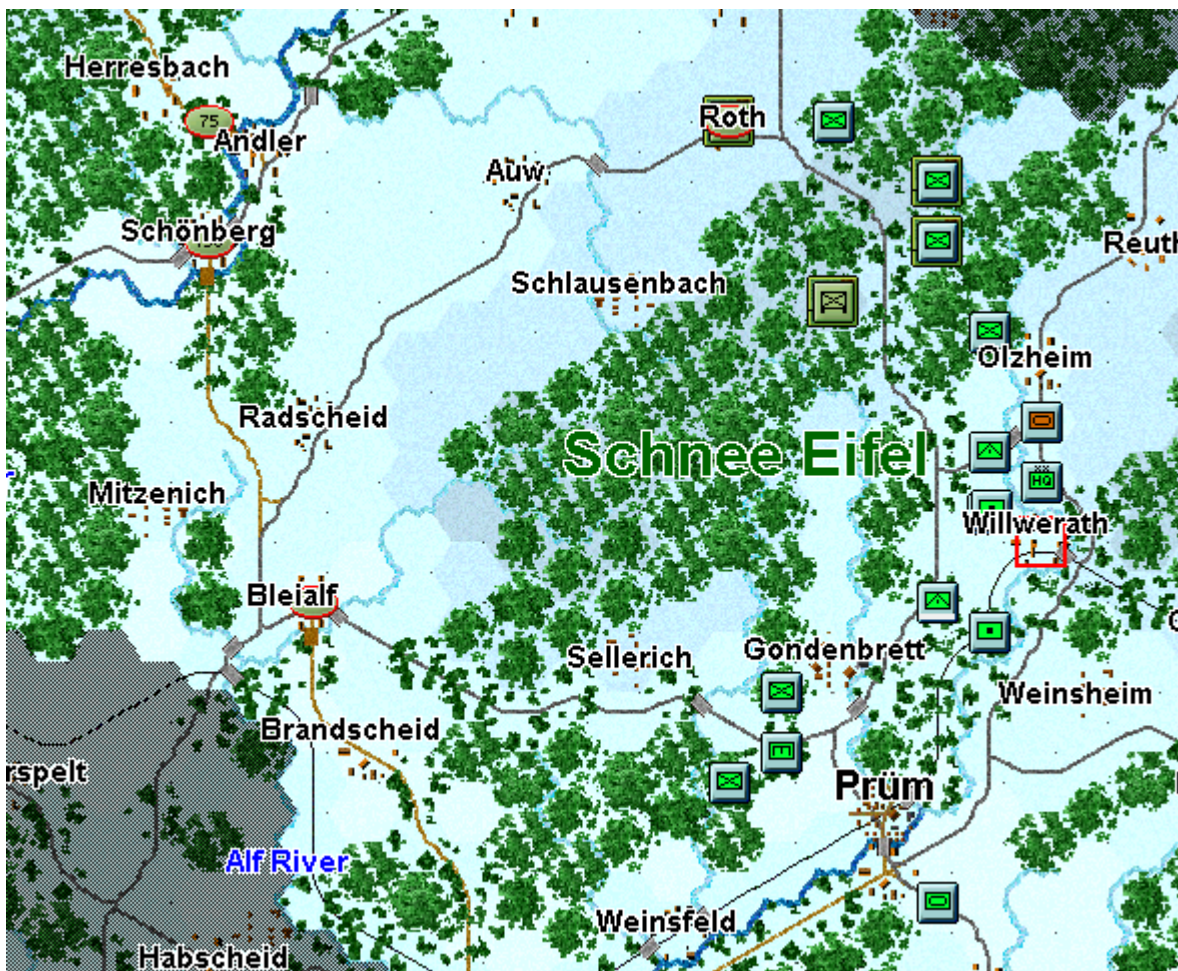 Herresbach
75
Andler
Roth
Auw
Schönberg
Reuth
Schlausenbach
Olzheim
Radscheid
Schnee Eifel
XX
HQ
Mitzenich
Willwerath
Bleialf
Sellerich
Gondenbrett
Weinsheim
Brandscheid
E
rspelt
Prüm
Alf River
Weinsfeld
Habscheid